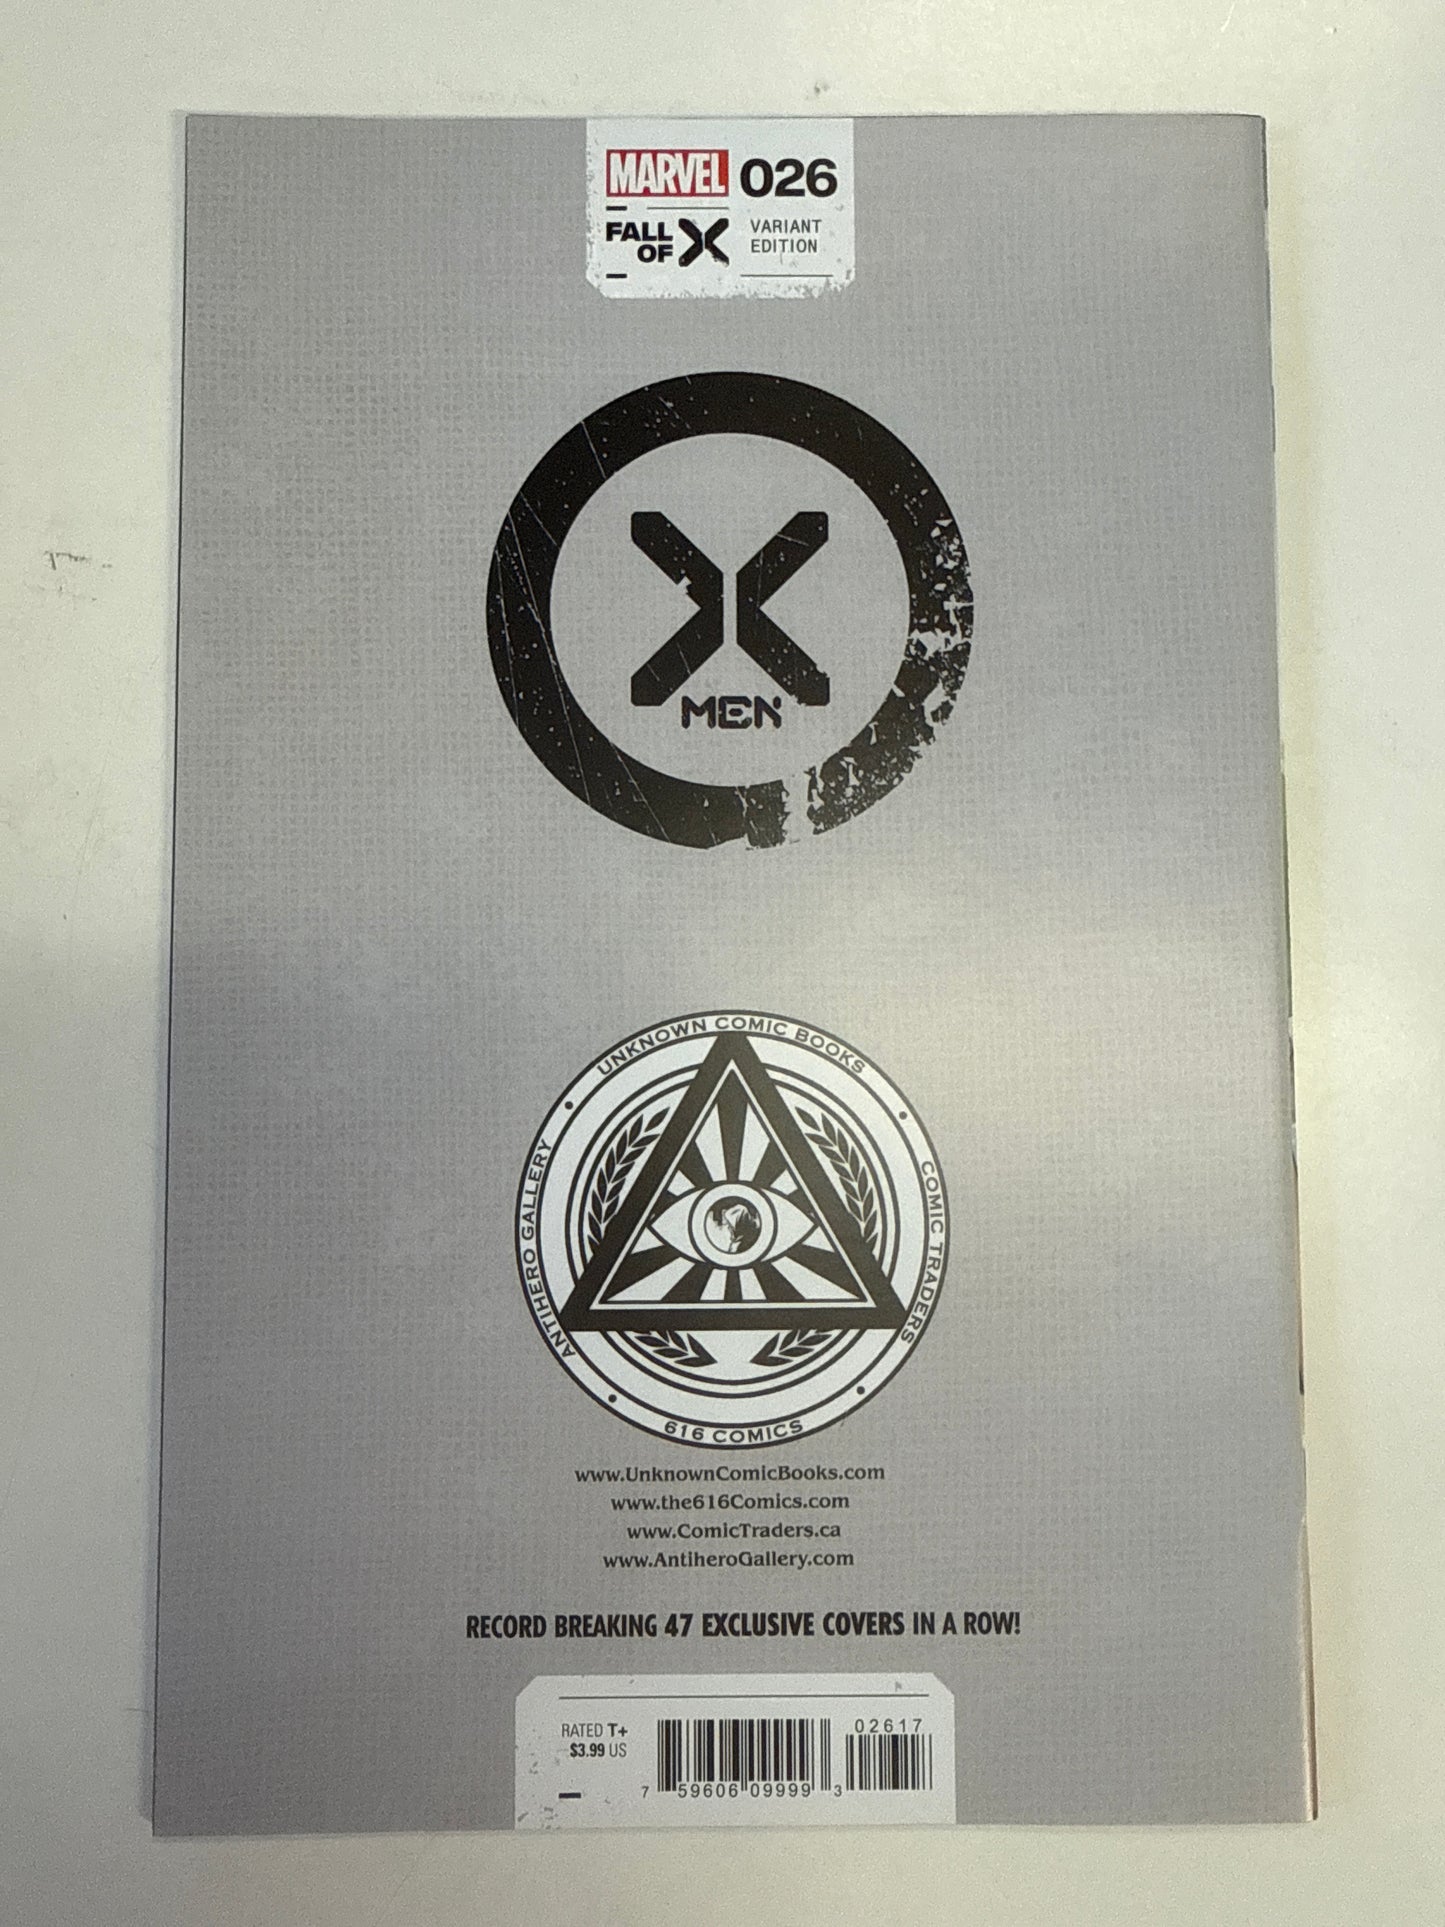 MARVEL 026
FALL OF X
VARIANT EDITION
X
MEN
UNKNOWN COMIC BOOKS
COMIC TRADERS
616 COMICS
ANTIHERO GALLERY
www.UnknownComicBooks.com
www.the616Comics.com
www.ComicTraders.ca
www.AntiheroGallery.com
RECORD BREAKING 47 EXCLUSIVE COVERS IN A ROW!
RATED T+
$3.99 US
02617
7 59606 09999 3